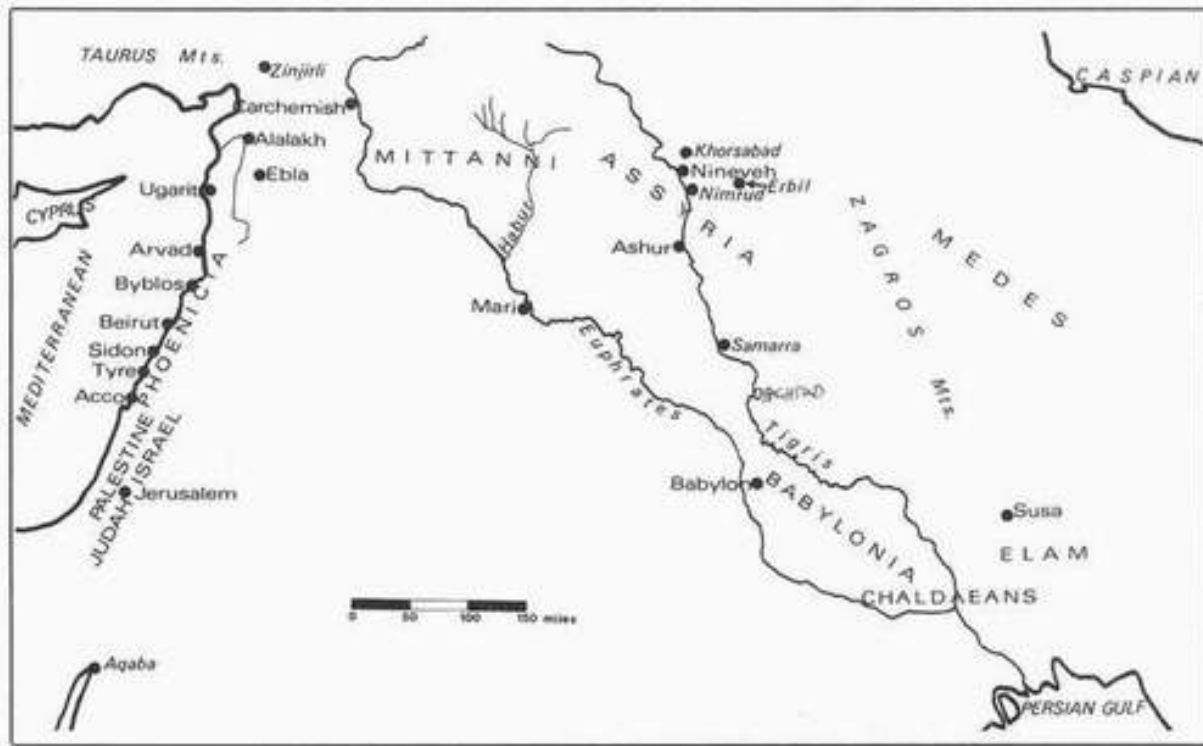 TAURUS Mts.
Zinjirli
CASPIAN
Carchemish
Alalakh
MITTANNI
ASSYRIA
Khorsabad
Nineveh
Erbil
Nimrud
Ebla
Ugarit
CYPRUS
Habur
ZAGROS Mts.
MEDES
Arvad
Ashur
Byblos
PHOENICIA
MEDITERRANEAN
Mari
Beirut
Euphrates
Samarra
Sidon
Tyre
Acco
PALESTINE
ISRAEL
JUDAH
Tigris
Jerusalem
Babylon
BABYLONIA
Susa
ELAM
CHALDAEANS
0 50 100 150 miles
Aqaba
PERSIAN GULF